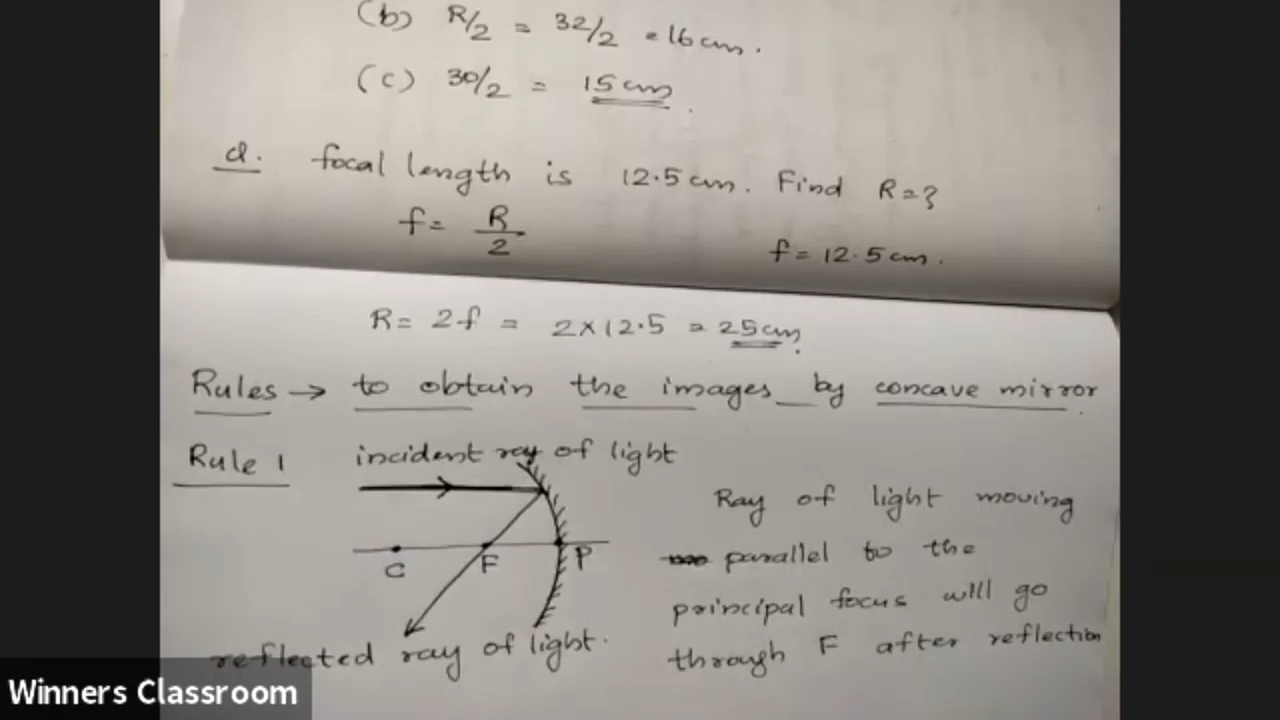 (b) R/2 = 32/2 = 16 cm.
(c) 30/2 = 15 cm.
Q. focal length is 12.5 cm. Find R=?
f = R/2 f = 12.5 cm.
R = 2f = 2×12.5 = 25 cm.
Rules → to obtain the images by concave mirror.
Rule 1 incident ray of light
C F P
reflected ray of light.
Ray of light moving
parallel to the
principal focus will go
through F after reflection
Winners Classroom